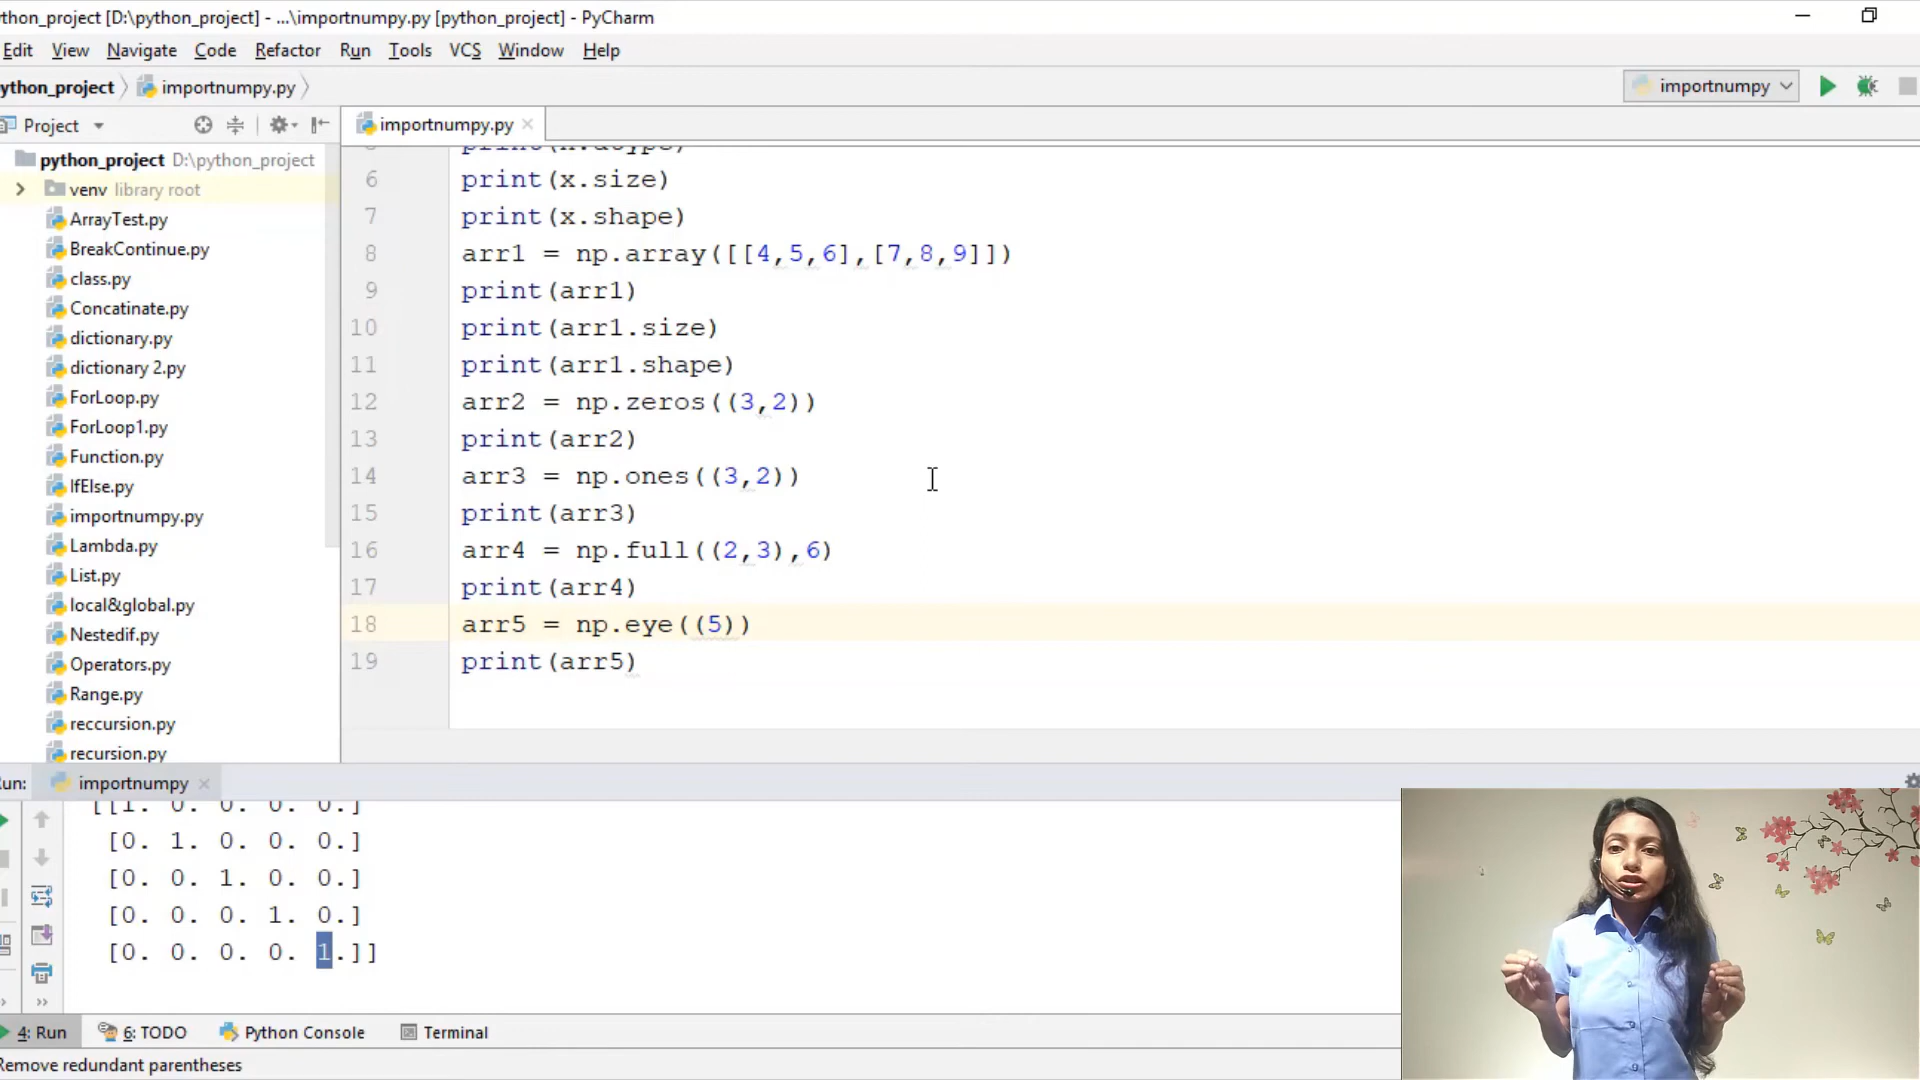 ython_project [D:\python_project] - ...\importnumpy.py [python_project] - PyCharm
Edit View Navigate Code Refactor Run Tools VCS Window Help
ython_project importnumpy.py
importnumpy
Project
importnumpy.py
python_project D:\python_project
venv library root
ArrayTest.py
BreakContinue.py
class.py
Concatinate.py
dictionary.py
dictionary 2.py
ForLoop.py
ForLoop1.py
Function.py
IfElse.py
importnumpy.py
Lambda.py
List.py
local&global.py
Nestedif.py
Operators.py
Range.py
reccursion.py
recursion.py
print(x.dtype)
6 print(x.size)
7 print(x.shape)
8 arr1 = np.array([[4,5,6],[7,8,9]])
9 print(arr1)
10 print(arr1.size)
11 print(arr1.shape)
12 arr2 = np.zeros((3,2))
13 print(arr2)
14 arr3 = np.ones((3,2))
15 print(arr3)
16 arr4 = np.full((2,3),6)
17 print(arr4)
18 arr5 = np.eye((5))
19 print(arr5)
un: importnumpy
[[1. 0. 0. 0. 0.]
[0. 1. 0. 0. 0.]
[0. 0. 1. 0. 0.]
[0. 0. 0. 1. 0.]
[0. 0. 0. 0. 1.]]
4: Run 6: TODO Python Console Terminal
Remove redundant parentheses